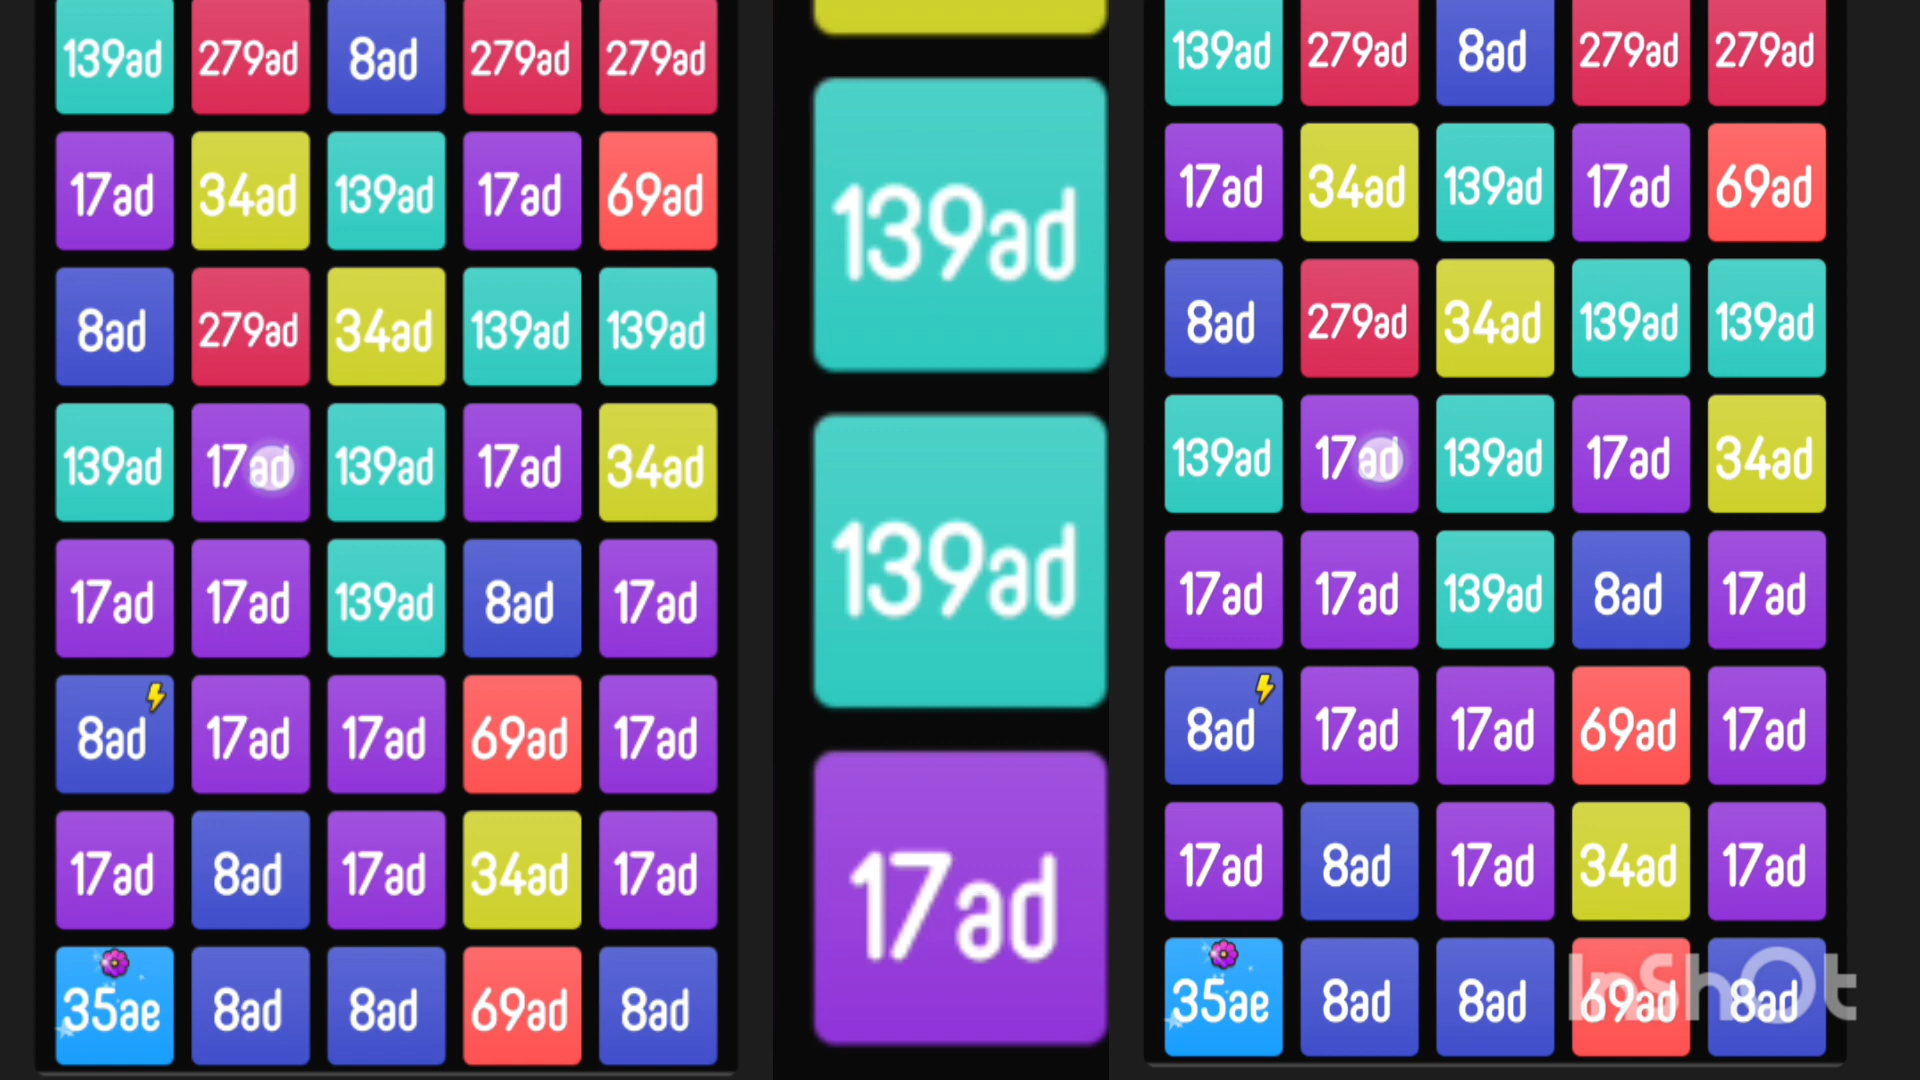 139ad 279ad 8ad 279ad 279ad
17ad 34ad 139ad 17ad 69ad
8ad 279ad 34ad 139ad 139ad
139ad 17ad 139ad 17ad 34ad
17ad 17ad 139ad 8ad 17ad
8ad 17ad 17ad 69ad 17ad
17ad 8ad 17ad 34ad 17ad
35ae 8ad 8ad 69ad 8ad
139ad
139ad
17ad
139ad 279ad 8ad 279ad 279ad
17ad 34ad 139ad 17ad 69ad
8ad 279ad 34ad 139ad 139ad
139ad 17ad 139ad 17ad 34ad
17ad 17ad 139ad 8ad 17ad
8ad 17ad 17ad 69ad 17ad
17ad 8ad 17ad 34ad 17ad
35ae 8ad 8ad 69ad 8ad
InShOt